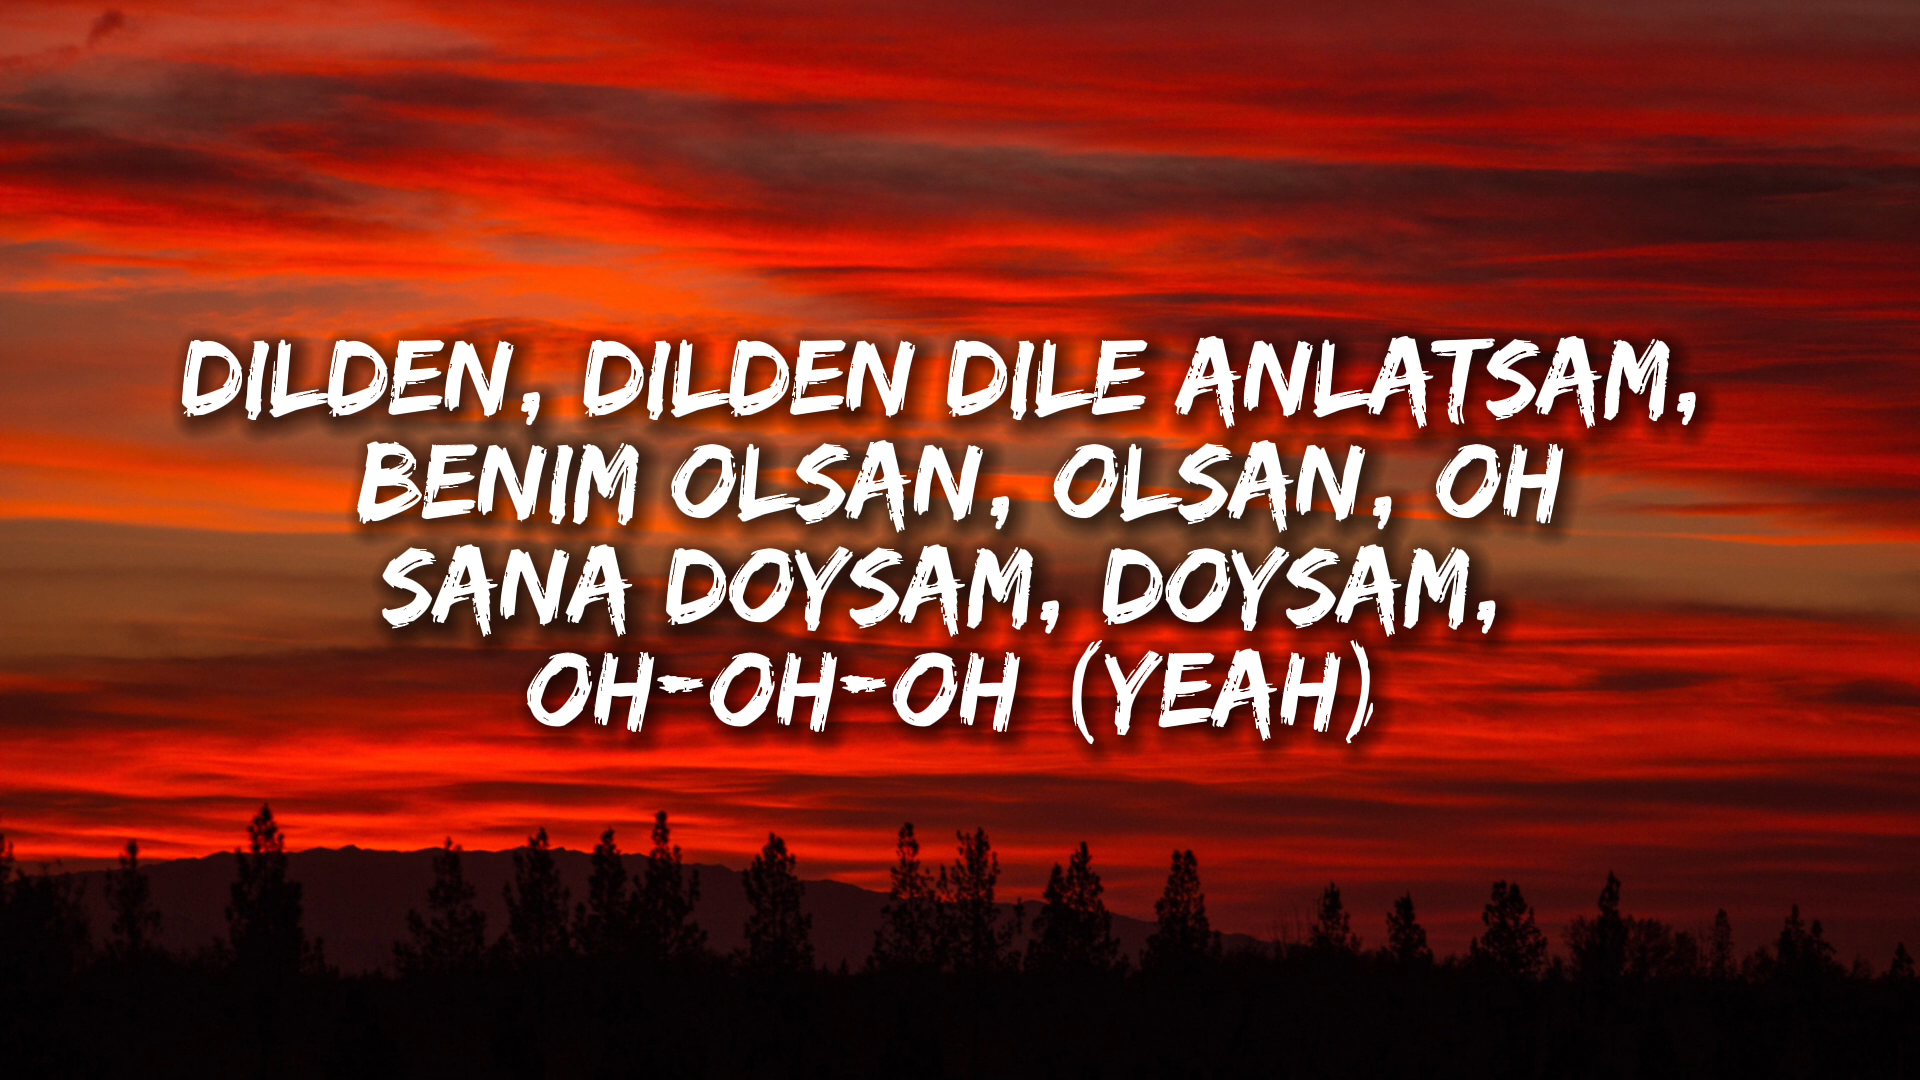 DILDEN, DILDEN DILE ANLATSAM,
BENIM OLSAN, OLSAN, OH
SANA DOYSAM, DOYSAM,
OH-OH-OH (YEAH)